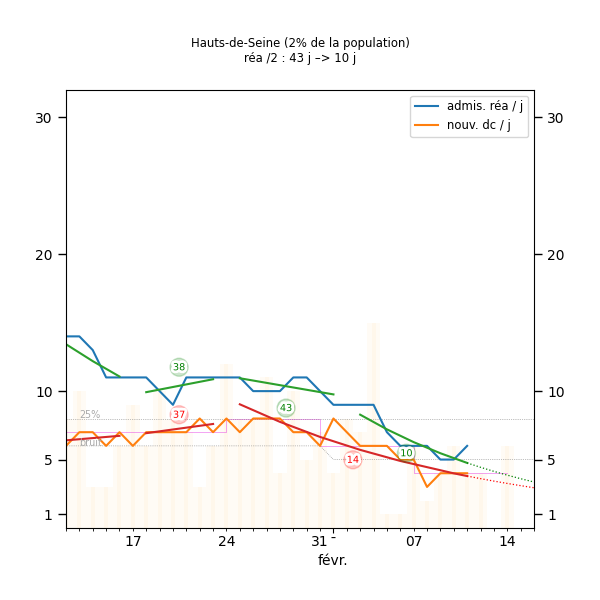 Hauts-de-Seine (2% de la population)
réa /2 : 43 j –> 10 j
admis. réa / j
nouv. dc / j
30 30
20 20
38
10 10
43
37
25%
bruit
10
14
5 5
1 1
17 24 31 07 14
févr.